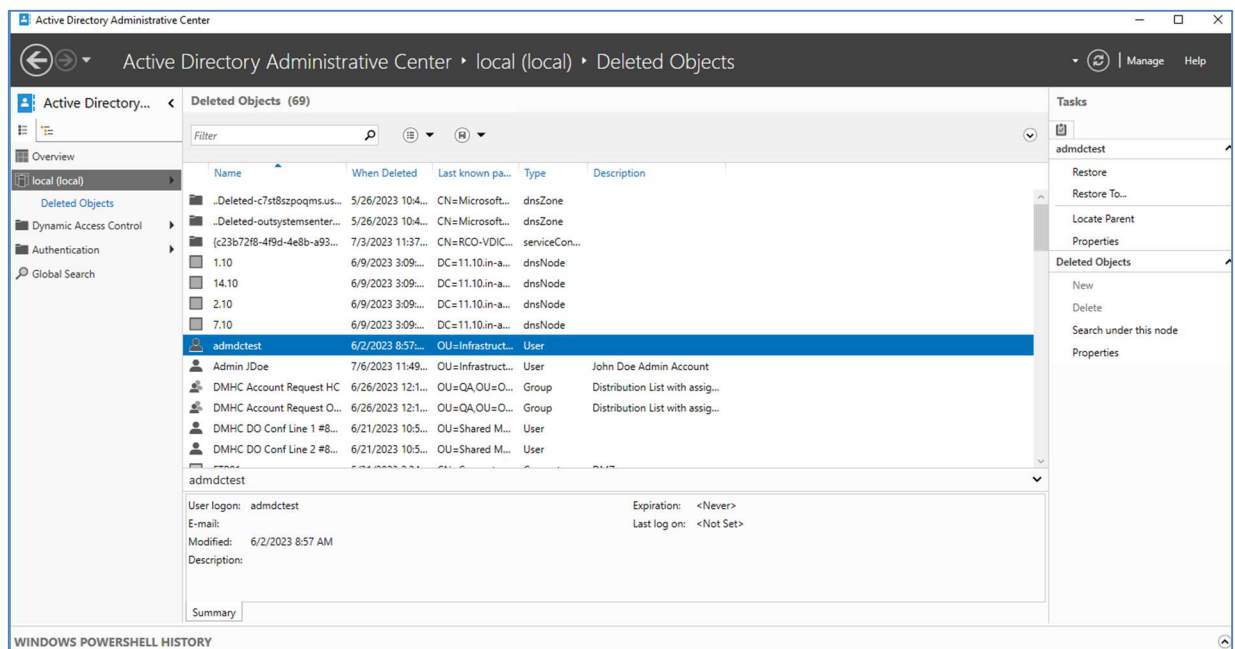 Active Directory Administrative Center
Active Directory Administrative Center • local (local) • Deleted Objects
Manage Help
Active Directory...
Overview
local (local)
Deleted Objects
Dynamic Access Control
Authentication
Global Search
Deleted Objects (69)
Filter
Name When Deleted Last known pa... Type Description
..Deleted-c7st8szpoqms.us... 5/26/2023 10:4... CN=Microsoft... dnsZone
..Deleted-outsystemsenter... 5/26/2023 10:4... CN=Microsoft... dnsZone
{c23b72f8-4f9d-4e8b-a93... 7/3/2023 11:37... CN=RCO-VDIC... serviceCon...
1.10 6/9/2023 3:09:... DC=11.10.in-a... dnsNode
14.10 6/9/2023 3:09:... DC=11.10.in-a... dnsNode
2.10 6/9/2023 3:09:... DC=11.10.in-a... dnsNode
7.10 6/9/2023 3:09:... DC=11.10.in-a... dnsNode
admdctest 6/2/2023 8:57:... OU=Infrastruct... User
Admin JDoe 7/6/2023 11:49... OU=Infrastruct... User John Doe Admin Account
DMHC Account Request HC 6/26/2023 12:1... OU=QA,OU=O... Group Distribution List with assig...
DMHC Account Request O... 6/26/2023 12:1... OU=QA,OU=O... Group Distribution List with assig...
DMHC DO Conf Line 1 #8... 6/21/2023 10:5... OU=Shared M... User
DMHC DO Conf Line 2 #8... 6/21/2023 10:5... OU=Shared M... User
admdctest
User logon: admdctest
E-mail:
Modified: 6/2/2023 8:57 AM
Description:
Expiration: <Never>
Last log on: <Not Set>
Summary
Tasks
admdctest
Restore
Restore To...
Locate Parent
Properties
Deleted Objects
New
Delete
Search under this node
Properties
WINDOWS POWERSHELL HISTORY